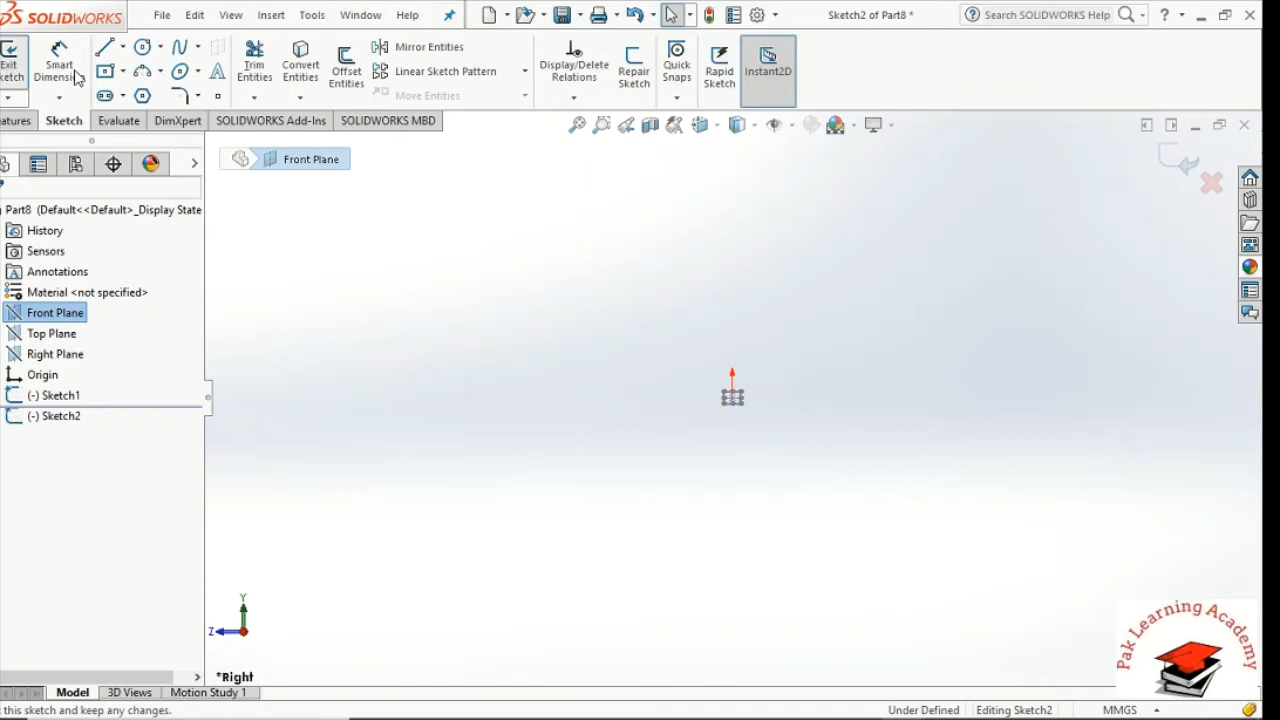 SOLIDWORKS
File Edit View Insert Tools Window Help
Sketch2 of Part8 *
Search SOLIDWORKS Help
Exit
Smart
Dimension
Trim
Entities
Convert
Entities
Offset
Entities
Mirror Entities
Linear Sketch Pattern
Move Entities
Display/Delete
Relations
Repair
Sketch
Quick
Snaps
Rapid
Sketch
Instant2D
ketch
atures
Sketch
Evaluate
DimXpert
SOLIDWORKS Add-Ins
SOLIDWORKS MBD
Front Plane
Part8 (Default<<Default>_Display State
History
Sensors
Annotations
Material <not specified>
Front Plane
Top Plane
Right Plane
Origin
(-) Sketch1
(-) Sketch2
Y
Z
*Right
Pak Learning Academy
Model
3D Views
Motion Study 1
this sketch and keep any changes.
Under Defined
Editing Sketch2
MMGS